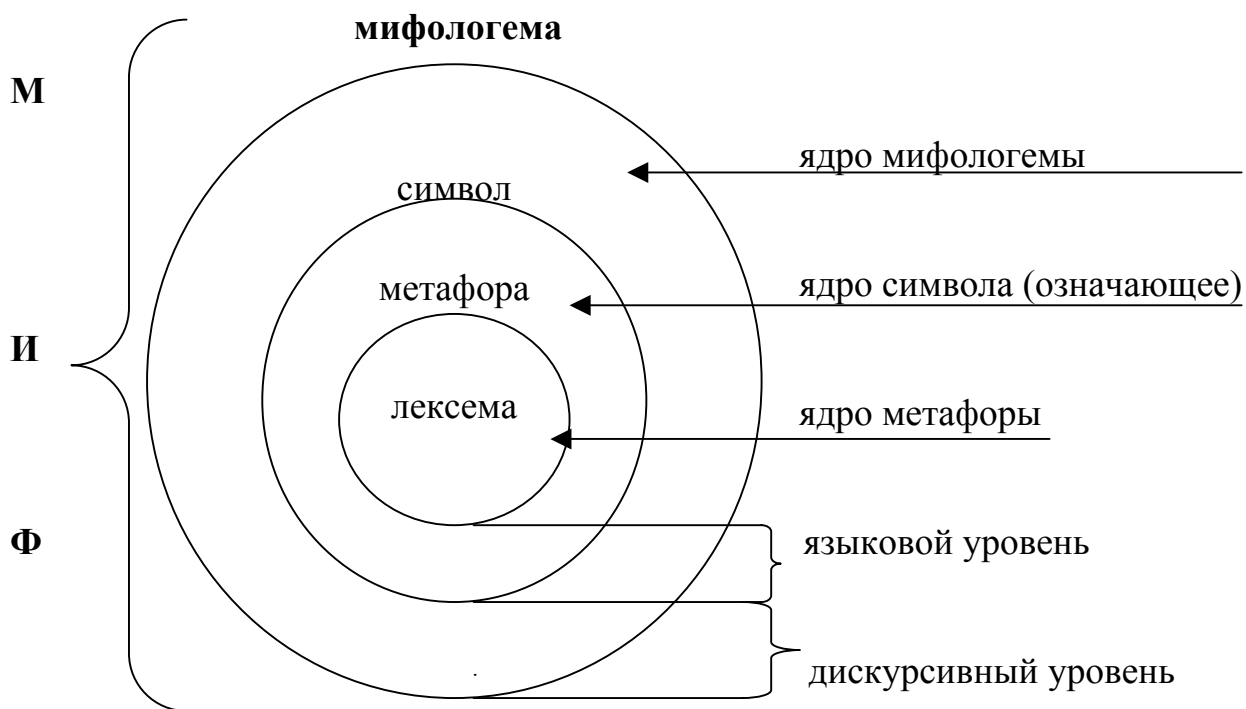 мифологема
М
ядро мифологемы
символ
ядро символа (означающее)
метафора
И
лексема
ядро метафоры
Ф
языковой уровень
дискурсивный уровень